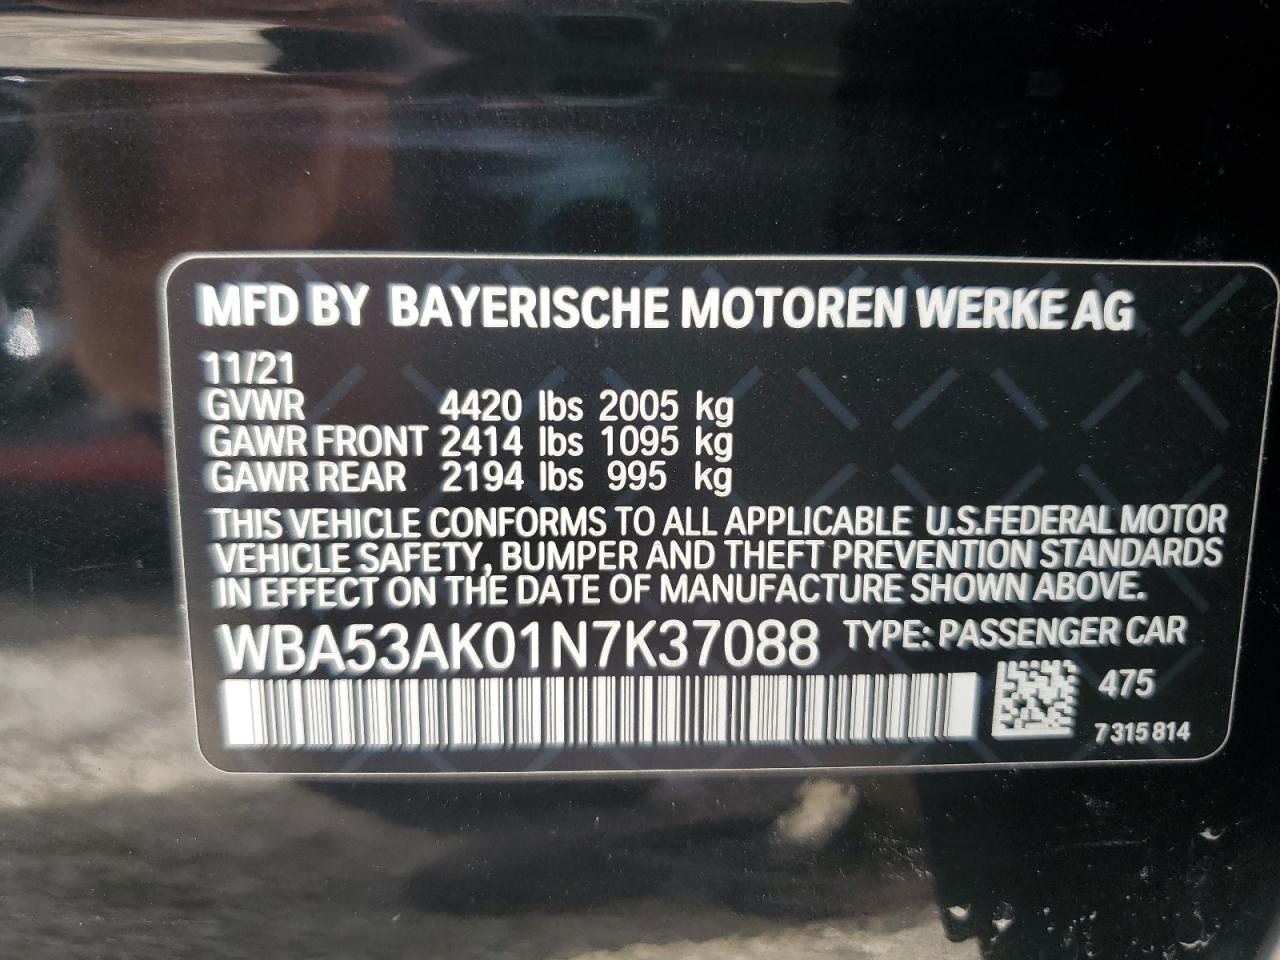 MFD BY BAYERISCHE MOTOREN WERKE AG
11/21
GVWR 4420 lbs 2005 kg
GAWR FRONT 2414 lbs 1095 kg
GAWR REAR 2194 lbs 995 kg
THIS VEHICLE CONFORMS TO ALL APPLICABLE U.S.FEDERAL MOTOR
VEHICLE SAFETY, BUMPER AND THEFT PREVENTION STANDARDS
IN EFFECT ON THE DATE OF MANUFACTURE SHOWN ABOVE.
WBA53AK01N7K37088 TYPE: PASSENGER CAR
475
7 315 814